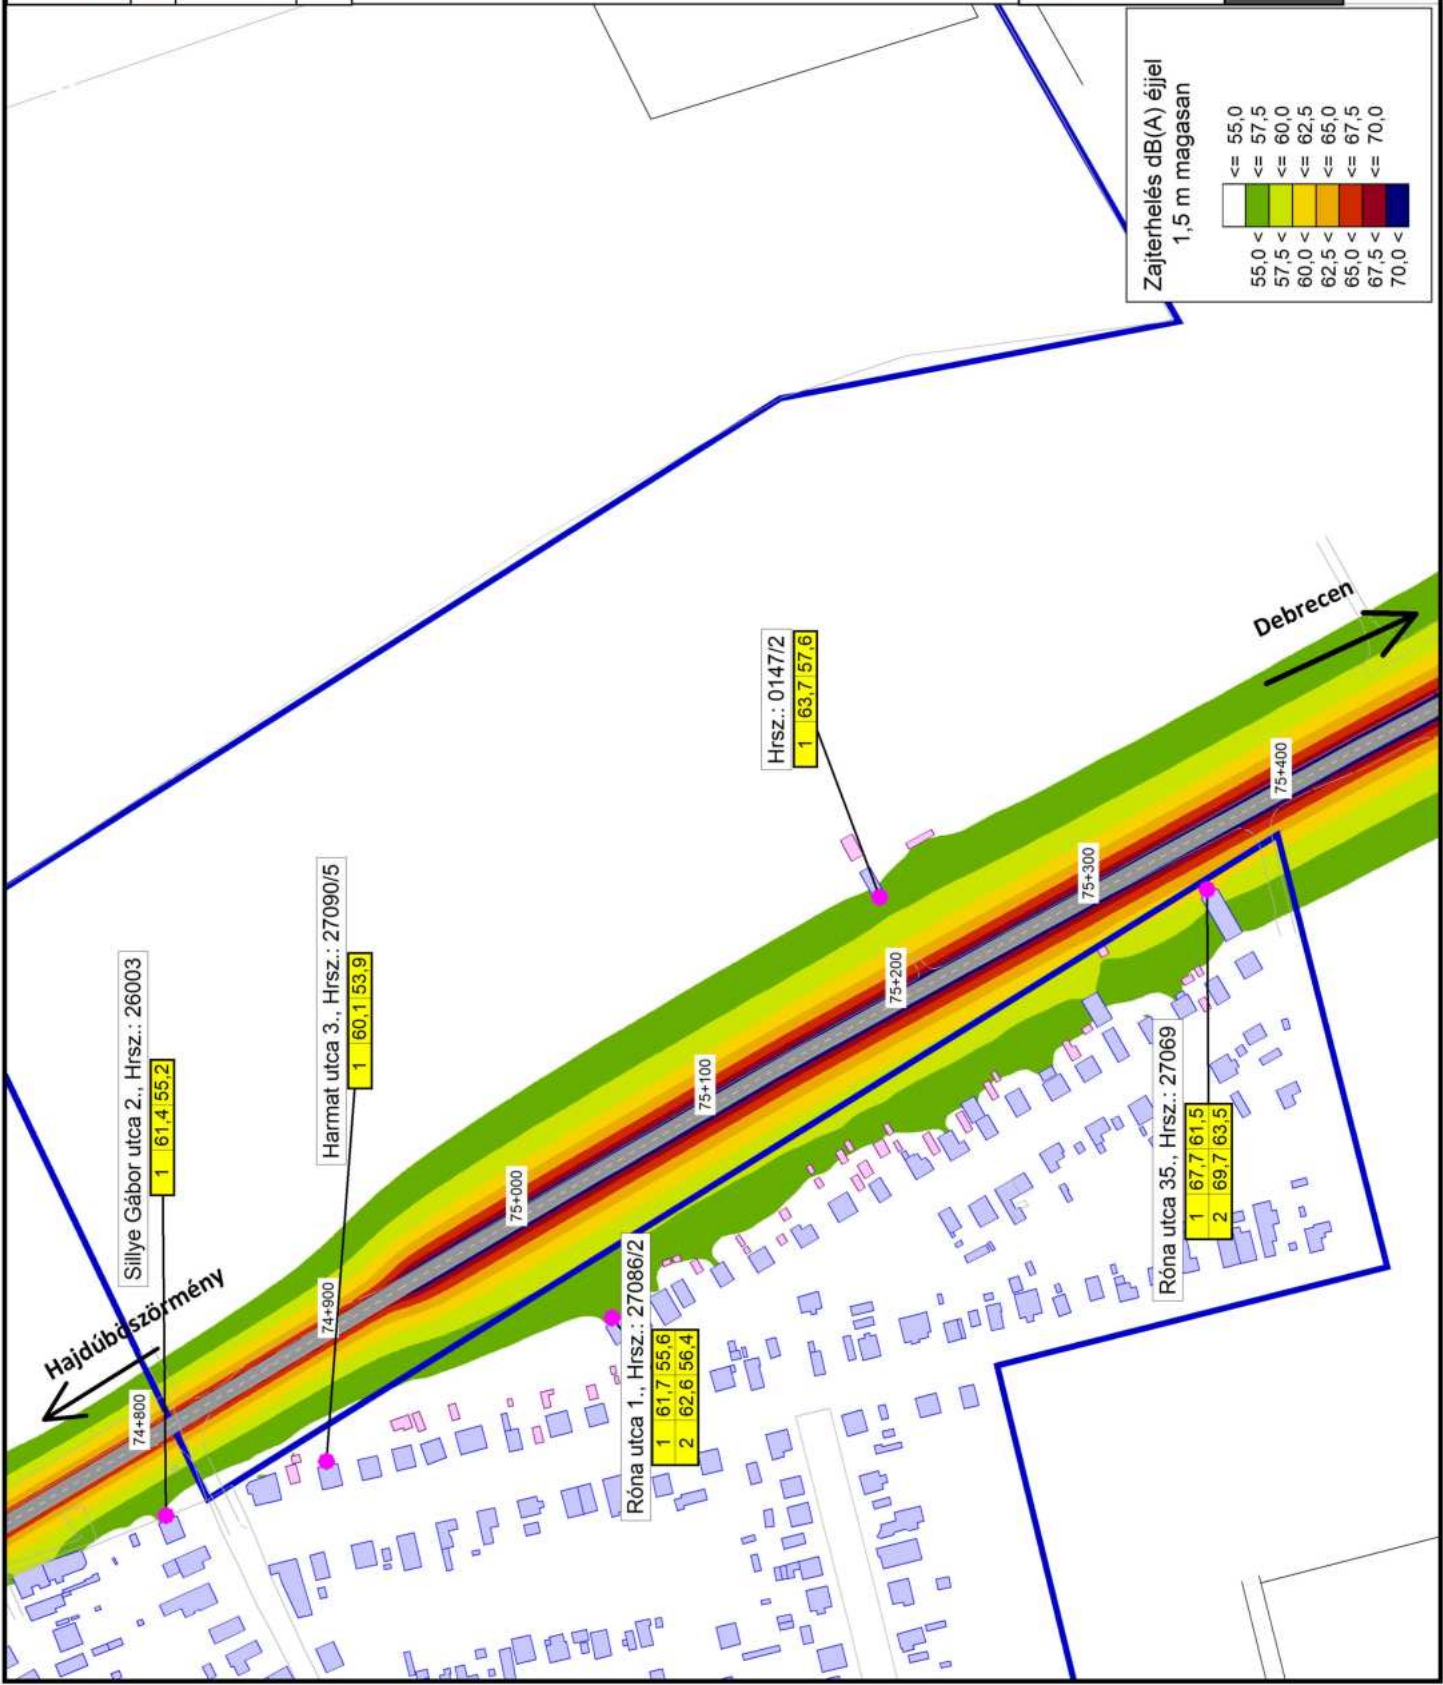 Zajterhelés dB(A) éjjel
1,5 m magasan
<= 55,0
55,0 < <= 57,5
57,5 < <= 60,0
60,0 < <= 62,5
62,5 < <= 65,0
65,0 < <= 67,5
67,5 < <= 70,0
70,0 <
Sillye Gábor utca 2., Hrsz.: 26003
1 61,4 55,2
Harmat utca 3., Hrsz.: 27090/5
1 60,1 53,9
Hajdúböszörmény
74+800
74+900
75+000
75+100
75+200
75+300
75+400
Róna utca 1., Hrsz.: 27086/2
1 61,7 55,6
2 62,6 56,4
Hrsz.: 0147/2
1 63,7 57,6
Róna utca 35., Hrsz.: 27069
1 67,7 61,5
2 69,7 63,5
Debrecen